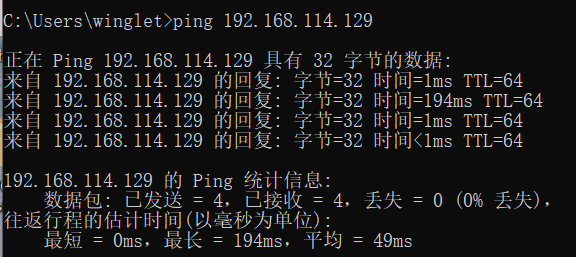 C:\Users\winglet>ping 192.168.114.129
正在 Ping 192.168.114.129 具有 32 字节的数据:
来自 192.168.114.129 的回复: 字节=32 时间=1ms TTL=64
来自 192.168.114.129 的回复: 字节=32 时间=194ms TTL=64
来自 192.168.114.129 的回复: 字节=32 时间=1ms TTL=64
来自 192.168.114.129 的回复: 字节=32 时间<1ms TTL=64
192.168.114.129 的 Ping 统计信息:
数据包: 已发送 = 4，已接收 = 4，丢失 = 0 (0% 丢失)，
往返行程的估计时间(以毫秒为单位):
最短 = 0ms，最长 = 194ms，平均 = 49ms